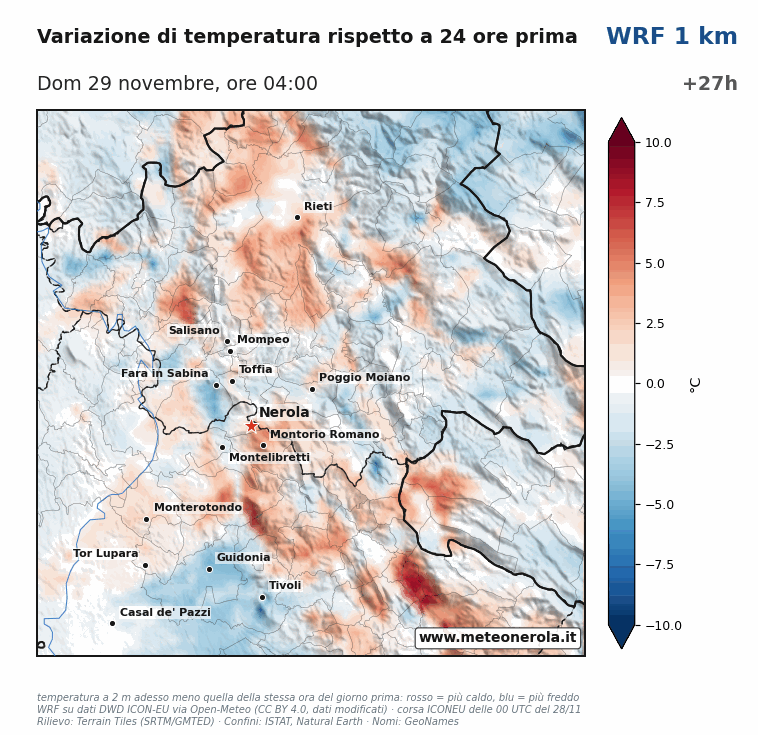 Variazione di temperatura rispetto a 24 ore prima
WRF 1 km
Dom 29 novembre, ore 04:00
+27h
Rieti
Salisano
Mompeo
Fara in Sabina
Toffia
Poggio Moiano
Nerola
Montorio Romano
Montelibretti
Monterotondo
Tor Lupara
Guidonia
Tivoli
Casal de' Pazzi
www.meteonerola.it
10.0
7.5
5.0
2.5
0.0
−2.5
−5.0
−7.5
−10.0
°C
temperatura a 2 m adesso meno quella della stessa ora del giorno prima: rosso = più caldo, blu = più freddo
WRF su dati DWD ICON-EU via Open-Meteo (CC BY 4.0, dati modificati) · corsa ICONEU delle 00 UTC del 28/11
Rilievo: Terrain Tiles (SRTM/GMTED) · Confini: ISTAT, Natural Earth · Nomi: GeoNames